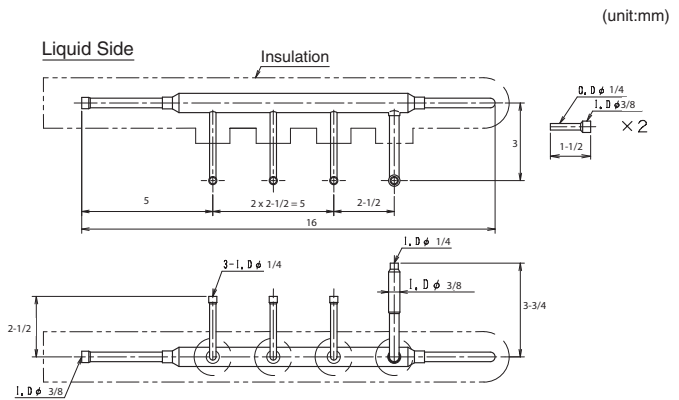 (unit:mm)
Liquid Side
Insulation
O.Dφ 1/4
I.Dφ3/8
×2
1-1/2
3
5
2 x 2-1/2 = 5
2-1/2
16
I.Dφ 1/4
3-I.Dφ 1/4
I.Dφ 3/8
3-3/4
2-1/2
I.Dφ 3/8